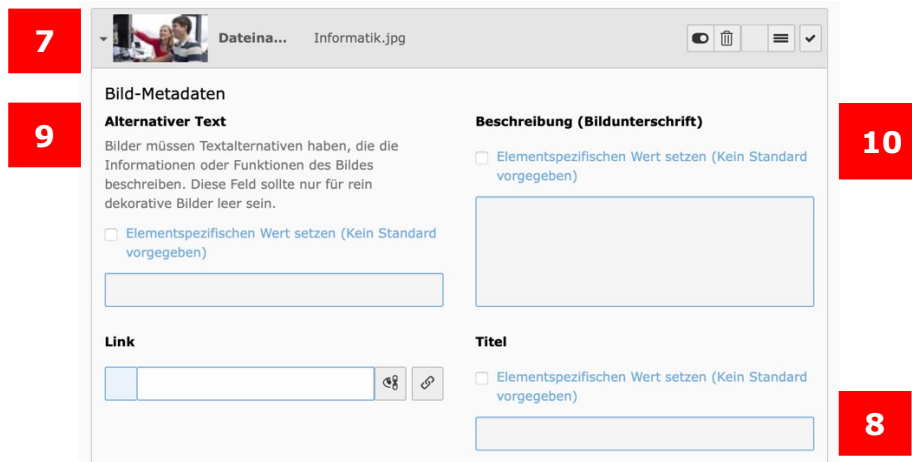 7
Dateina... Informatik.jpg
Bild-Metadaten
9
Alternativer Text
Bilder müssen Textalternativen haben, die die
Informationen oder Funktionen des Bildes
beschreiben. Diese Feld sollte nur für rein
dekorative Bilder leer sein.
Elementspezifischen Wert setzen (Kein Standard
vorgegeben)
Beschreibung (Bildunterschrift)
10
Elementspezifischen Wert setzen (Kein Standard
vorgegeben)
Link
Titel
Elementspezifischen Wert setzen (Kein Standard
vorgegeben)
8